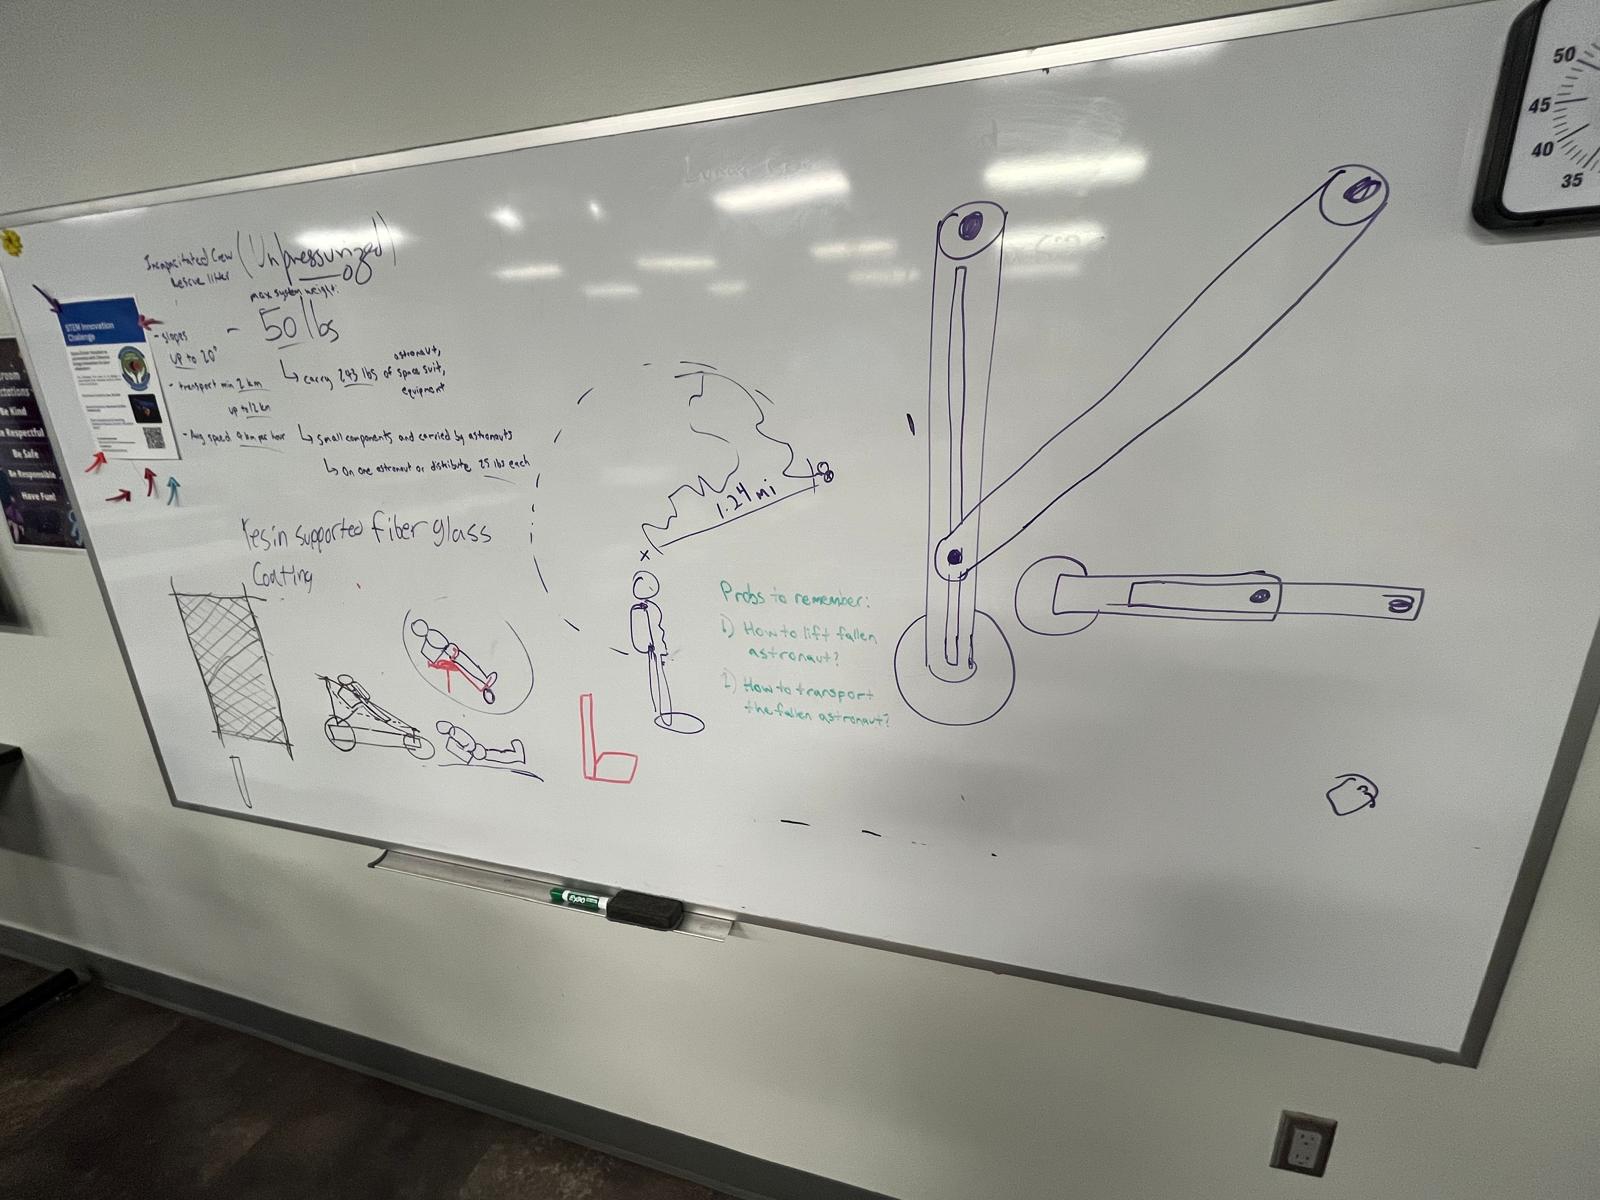 Incapacitated Crew
Rescue litter
(Unpressurized)
max system weight:
- 50 lbs
↳ carry 243 lbs of astronaut, space suit, equipment
- slopes
up to 20°
- transport min 2 km
up to 12 km
- Avg speed 4 km per hour
↳ small components and carried by astronauts
↳ On one astronaut or distribute 25 lbs each
resin supported fiber glass
Coating
1.24 mi
x
Probs to remember:
1) How to lift fallen
astronaut?
2) How to transport
the fallen astronaut?
STEM Innovation
Challenge
Be Kind
Be Respectful
Be Safe
Be Responsible
Have Fun!
EXPO
50
45
40
35